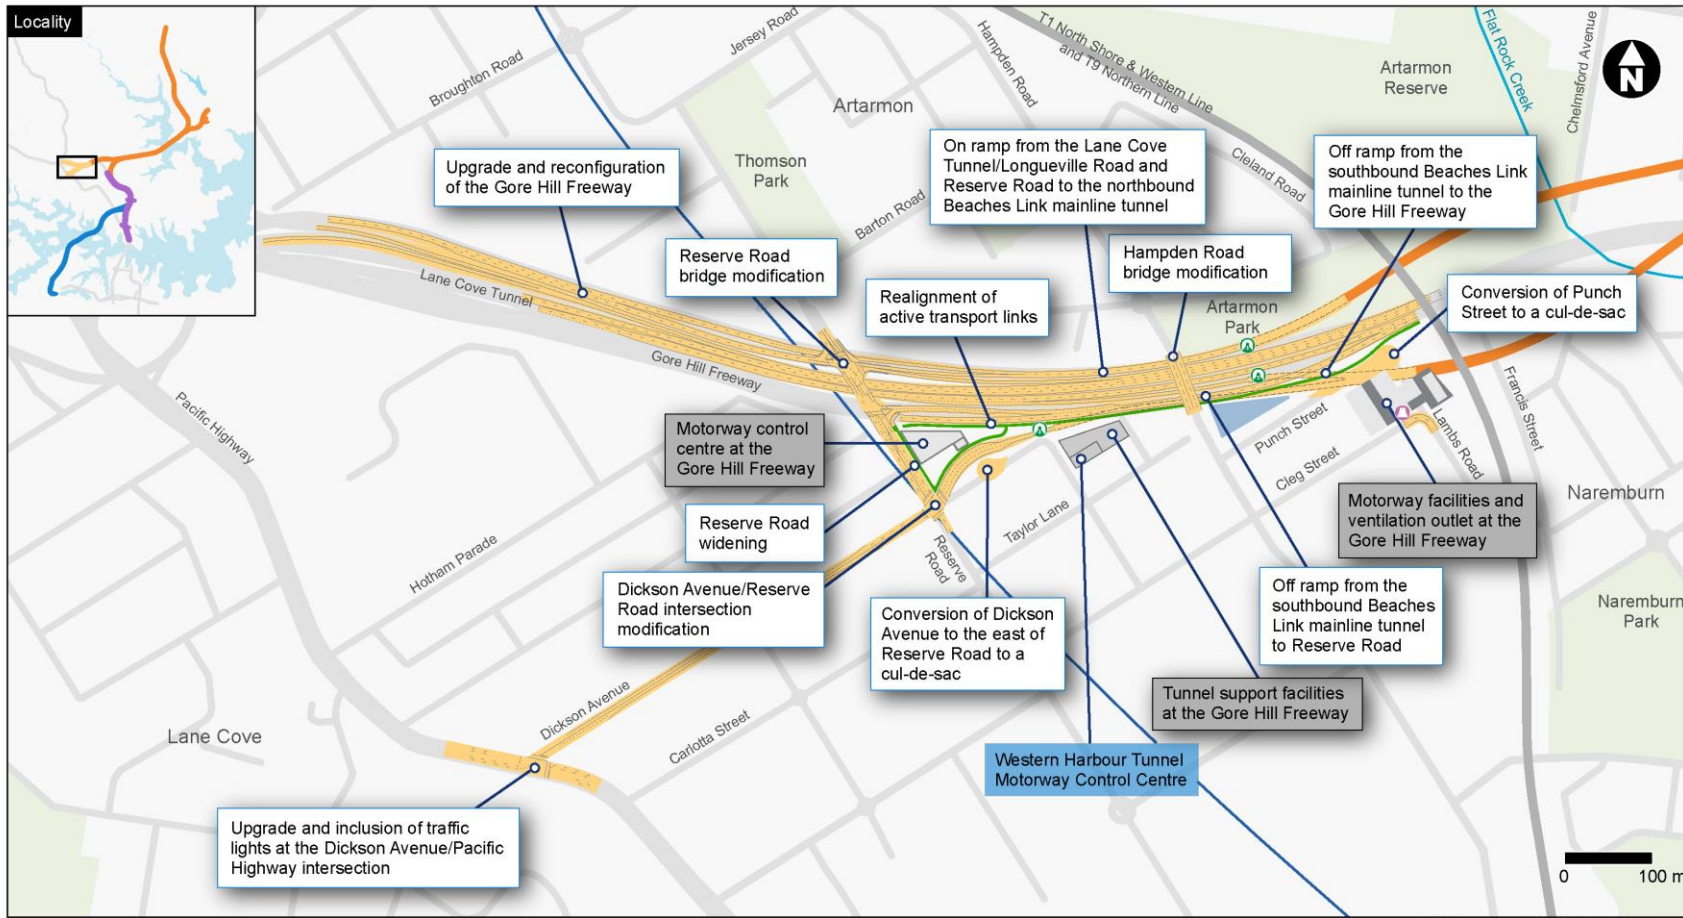 Locality
Broughton Road
Jersey Road
Hampden Road
T1 North Shore & Western Line
and T9 Northern Line
Artarmon
Reserve
Flat Rock Creek
Chelmsford Avenue
N
Artarmon
Thomson
Park
Barton Road
Cleland Road
Upgrade and reconfiguration
of the Gore Hill Freeway
On ramp from the Lane Cove
Tunnel/Longueville Road and
Reserve Road to the northbound
Beaches Link mainline tunnel
Off ramp from the
southbound Beaches Link
mainline tunnel to the
Gore Hill Freeway
Reserve Road
bridge modification
Hampden Road
bridge modification
Realignment of
active transport links
Artarmon
Park
Conversion of Punch
Street to a cul-de-sac
Lane Cove Tunnel
Gore Hill Freeway
Pacific Highway
Motorway control
centre at the
Gore Hill Freeway
Punch Street
Cleg Street
Lambs Road
Francis Street
Naremburn
Motorway facilities and
ventilation outlet at the
Gore Hill Freeway
Reserve Road
widening
Taylor Lane
Reserve
Road
Hotham Parade
Dickson Avenue/Reserve
Road intersection
modification
Conversion of Dickson
Avenue to the east of
Reserve Road to a
cul-de-sac
Off ramp from the
southbound Beaches
Link mainline tunnel
to Reserve Road
Naremburn
Park
Tunnel support facilities
at the Gore Hill Freeway
Dickson Avenue
Carlotta Street
Lane Cove
Western Harbour Tunnel
Motorway Control Centre
Upgrade and inclusion of traffic
lights at the Dickson Avenue/Pacific
Highway intersection
0 100 m